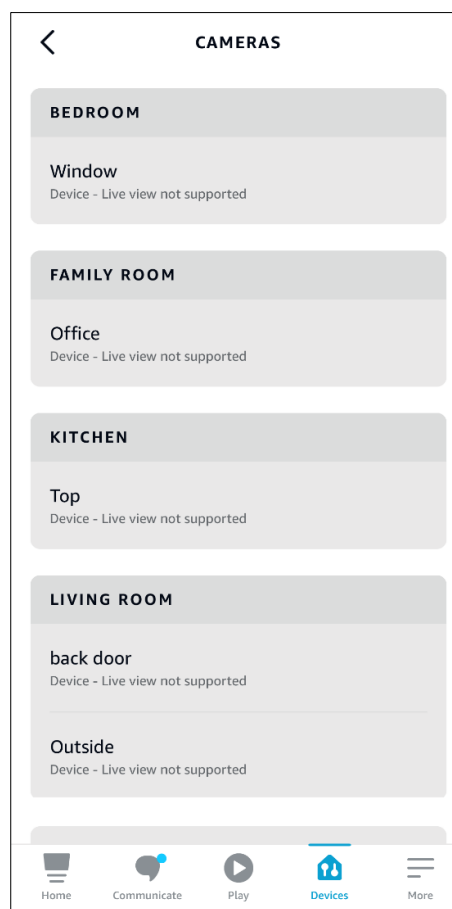 CAMERAS
BEDROOM
Window
Device - Live view not supported
FAMILY ROOM
Office
Device - Live view not supported
KITCHEN
Top
Device - Live view not supported
LIVING ROOM
back door
Device - Live view not supported
Outside
Device - Live view not supported
Home Communicate Play Devices More